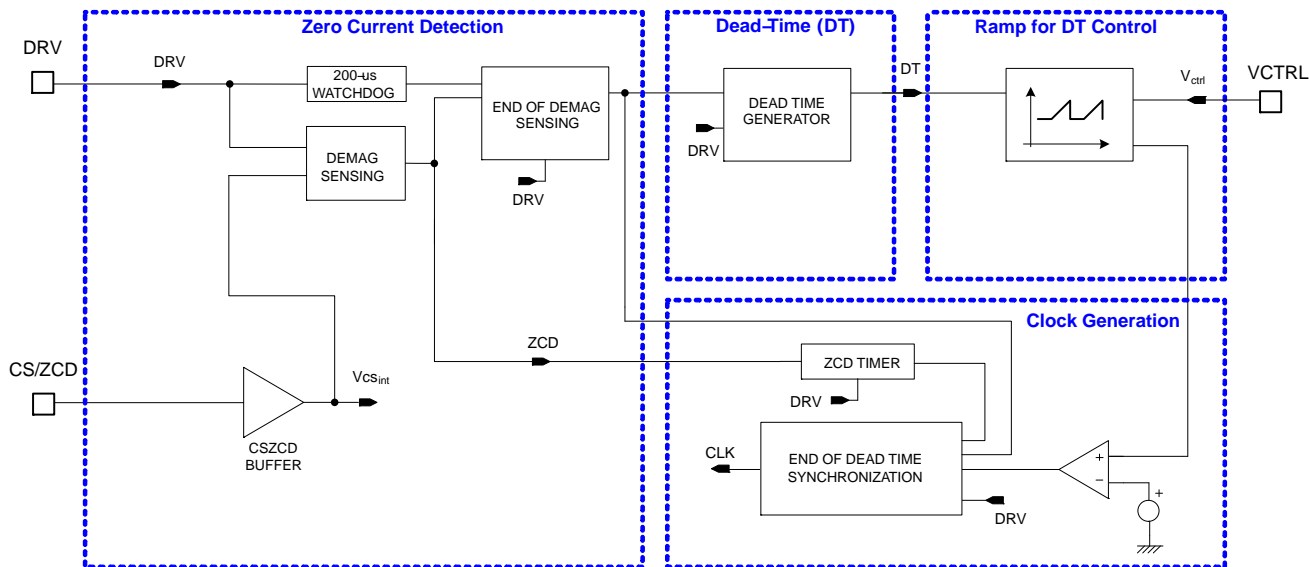 Zero Current Detection
Dead-Time (DT)
Ramp for DT Control
DRV
DRV
200-us
WATCHDOG
END OF DEMAG
SENSING
DRV
DEMAG
SENSING
DEAD TIME
GENERATOR
DRV
DT
Vctrl
VCTRL
Clock Generation
CS/ZCD
CSZCD
BUFFER
Vcsint
ZCD
ZCD TIMER
DRV
CLK
END OF DEAD TIME
SYNCHRONIZATION
DRV
+
−
+